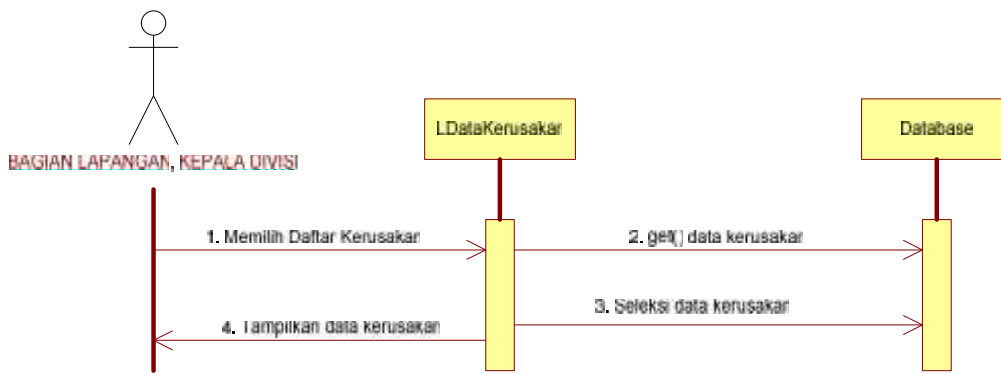 BAGIAN LAPANGAN, KEPALA DIVISI
LDataKerusakan
Database
1. Memilih Daftar Kerusakan
2. get() data kerusakan
3. Seleksi data kerusakan
4. Tampilkan data kerusakan